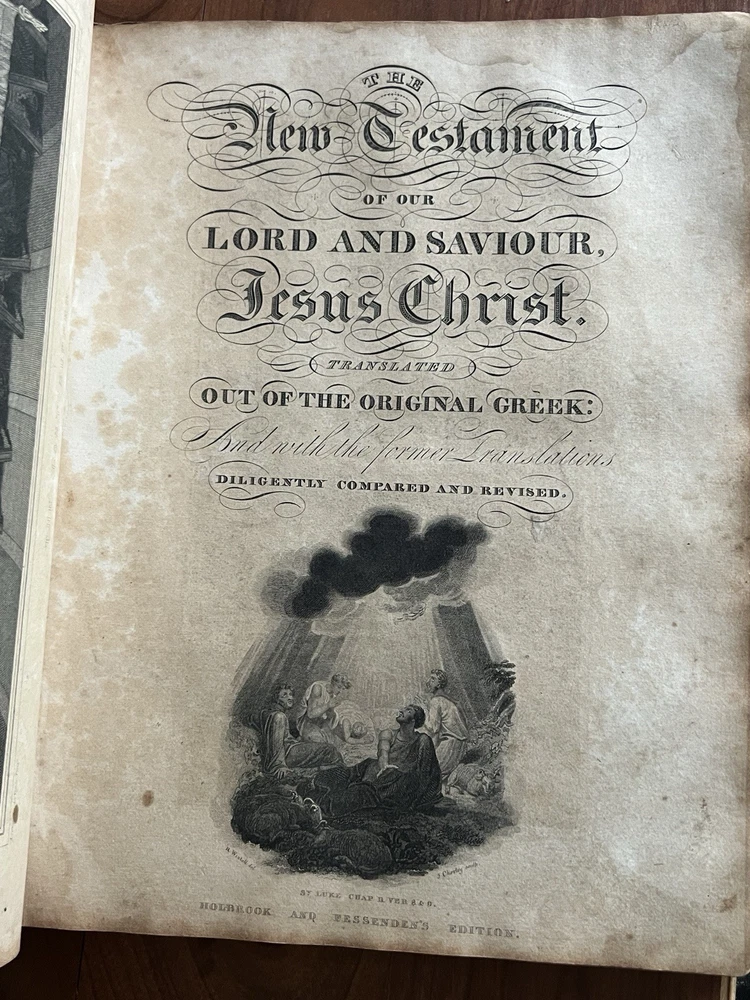 THE
New Testament
OF OUR
LORD AND SAVIOUR,
Jesus Christ.
TRANSLATED
OUT OF THE ORIGINAL GREEK:
And with the former Translations
DILIGENTLY COMPARED AND REVISED.
ST LUKE CHAP II. VER 8 & 9.
HOLBROOK AND FESSENDEN'S EDITION.